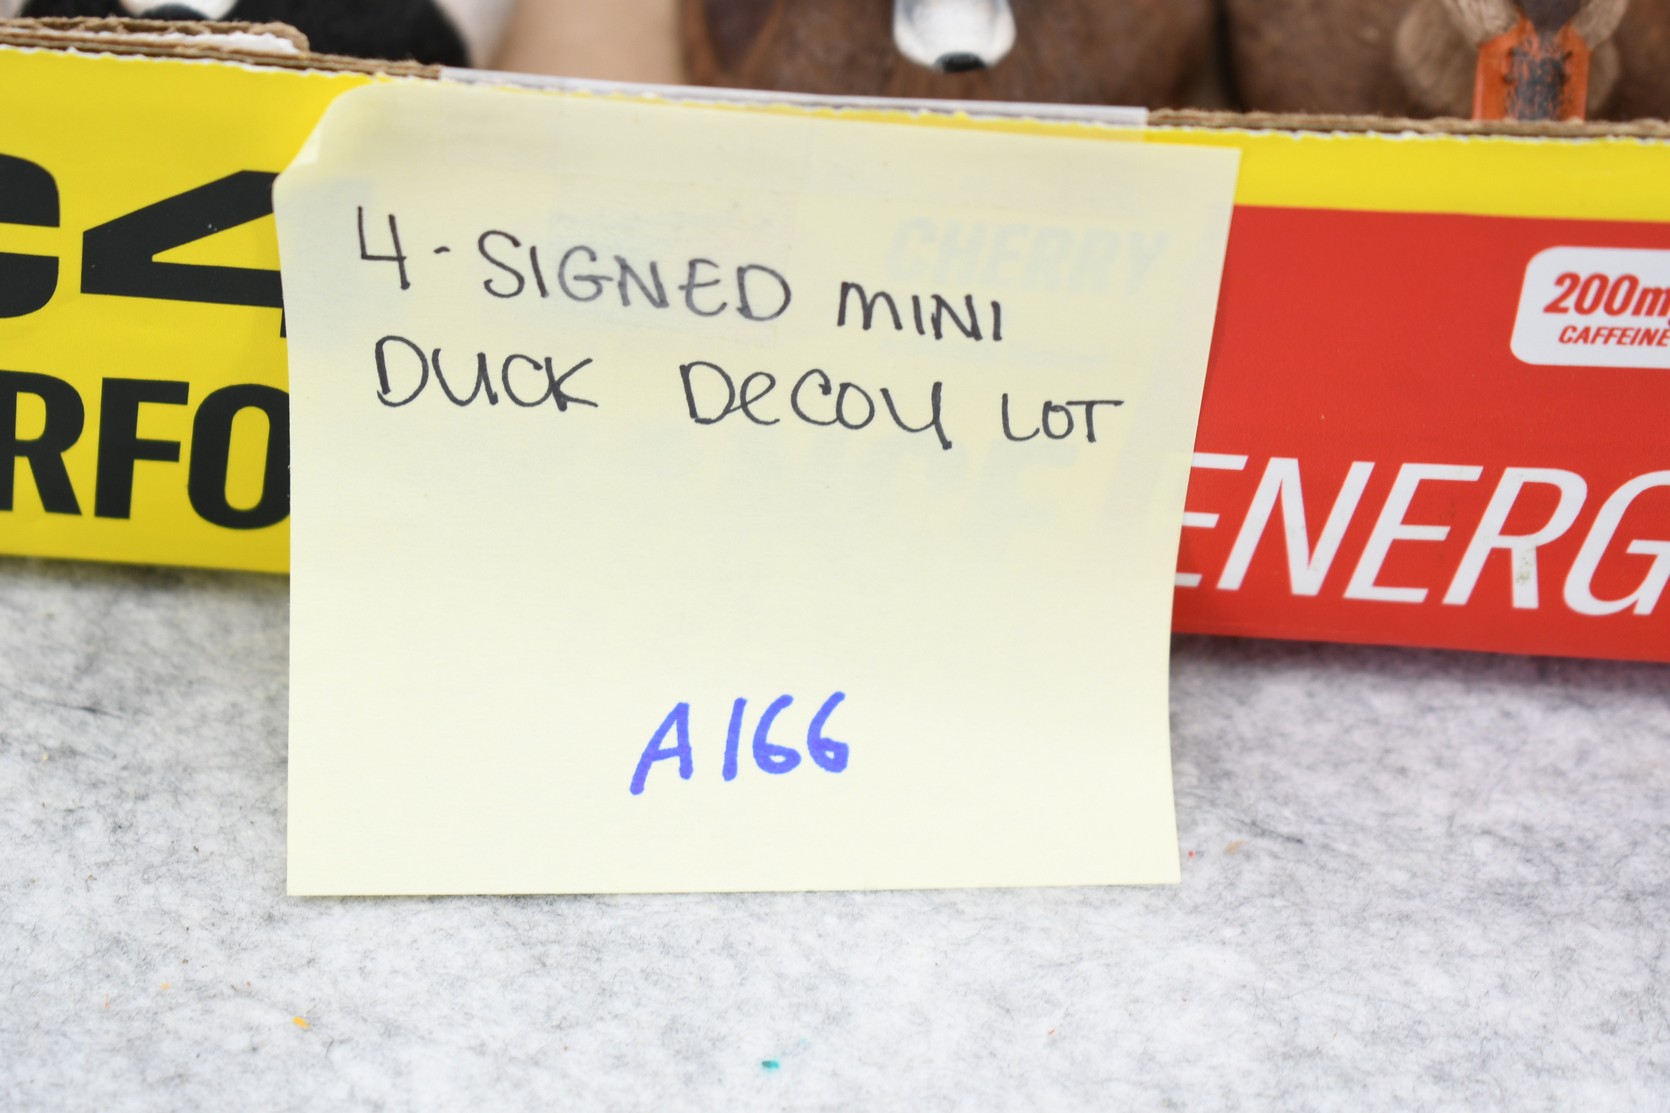 C4
RFO
4-SIGNED MINI
DUCK DeCOY LOT
A166
CHERRY
200m
CAFFEINE
ENERG